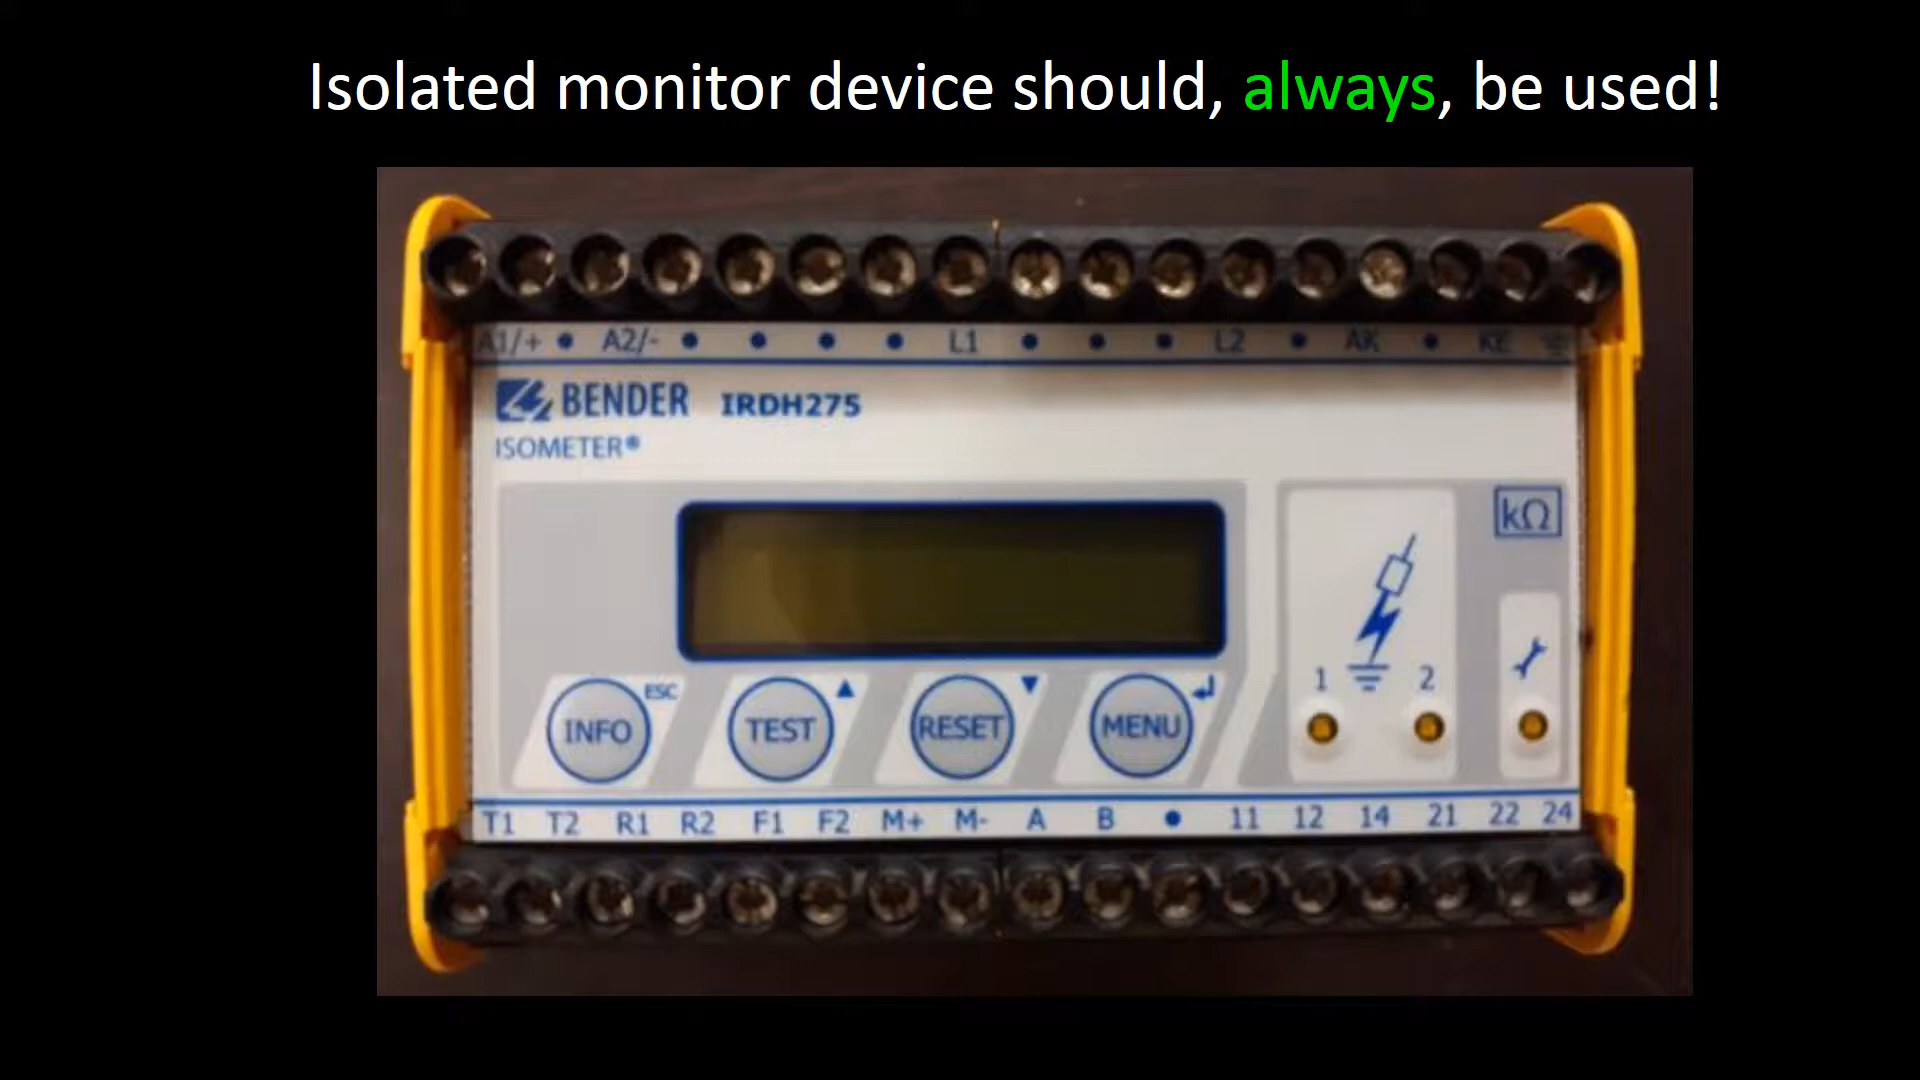 Isolated monitor device should, always, be used!
A1/+ • A2/- • • • • L1 • • • L2 • AK • KE
BENDER IRDH275
ISOMETER®
kΩ
1 2
ESC
INFO TEST RESET MENU
T1 T2 R1 R2 F1 F2 M+ M- A B • 11 12 14 21 22 24